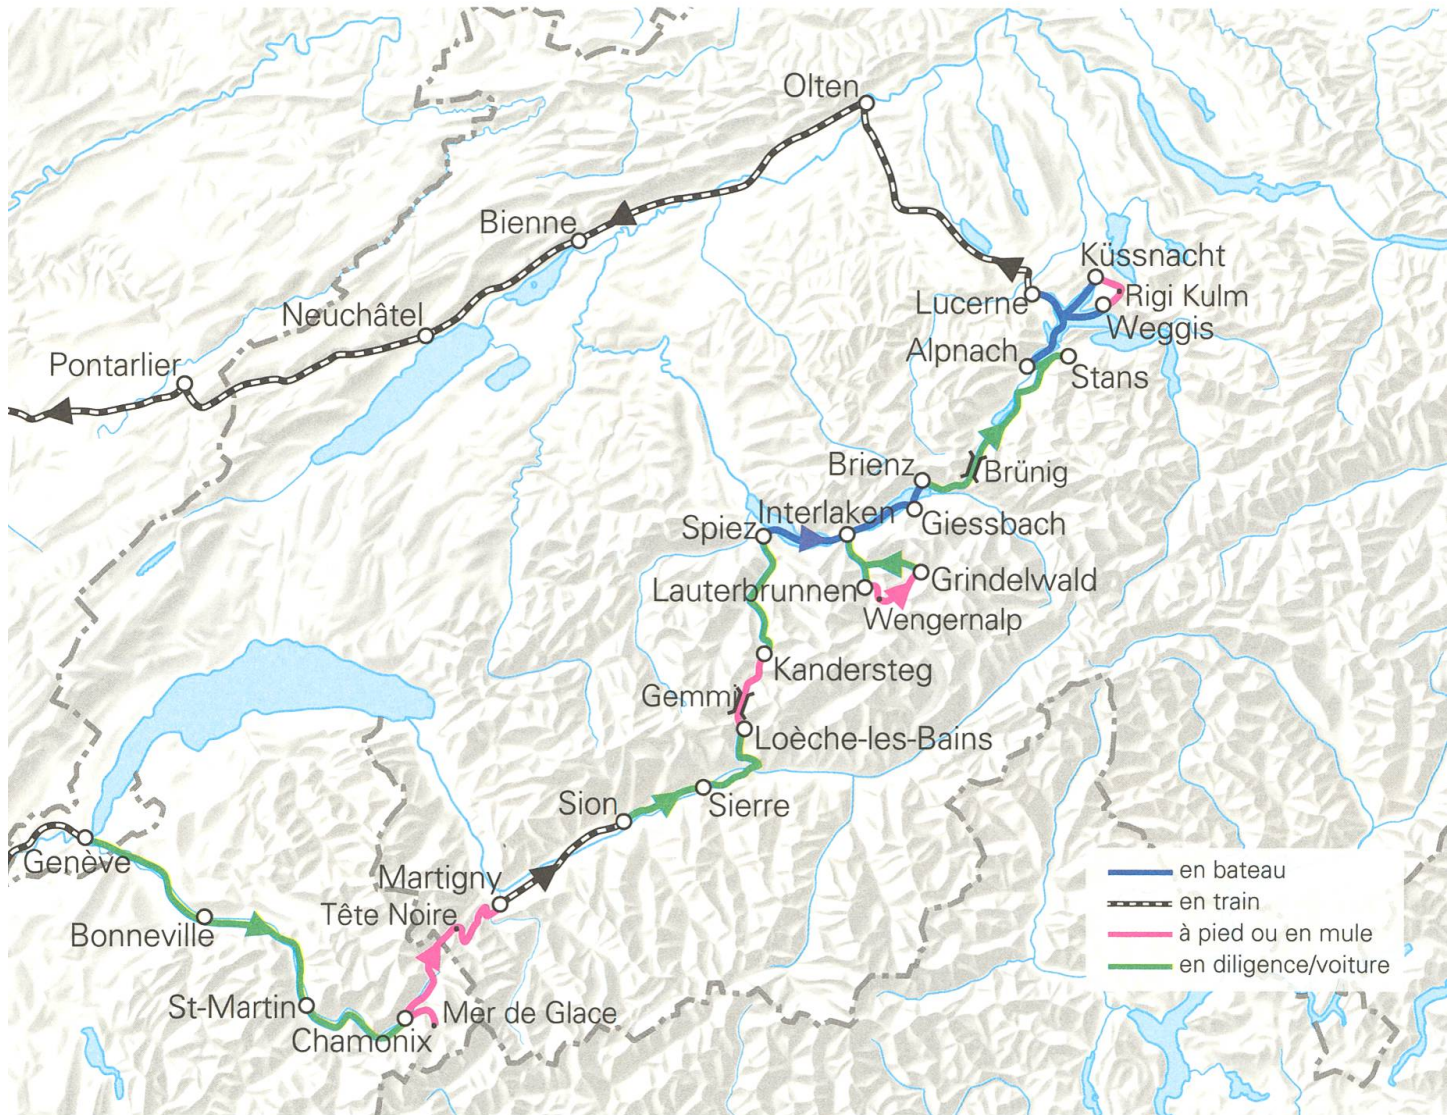 Olten
Bienne
Küssnacht
Rigi Kulm
Lucerne
Neuchâtel
Weggis
Alpnach
Pontarlier
Stans
Brienz
Brünig
Interlaken
Giessbach
Spiez
Grindelwald
Lauterbrunnen
Wengernalp
Kandersteg
Gemmi
Loèche-les-Bains
Sion
Sierre
Genève
Martigny
Tête Noire
Bonneville
St-Martin
Mer de Glace
Chamonix
en bateau
en train
à pied ou en mule
en diligence/voiture